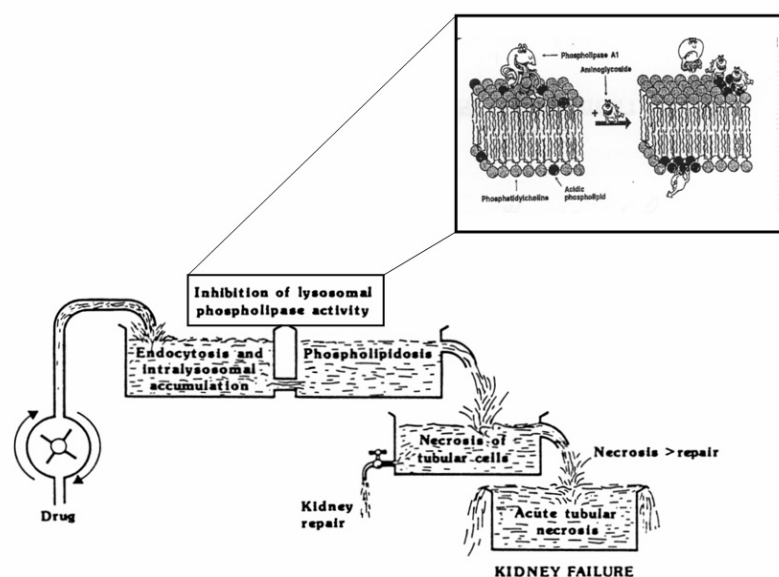 Phospholipase A1
Aminoglycoside
+
Phosphatidylcholine
Acidic
phospholipid
Inhibition of lysosomal
phospholipase activity
Endocytosis and
intralysosomal
accumulation
Phospholipidosis
Necrosis of
tubular cells
Necrosis > repair
Drug
Kidney
repair
Acute tubular
necrosis
KIDNEY FAILURE